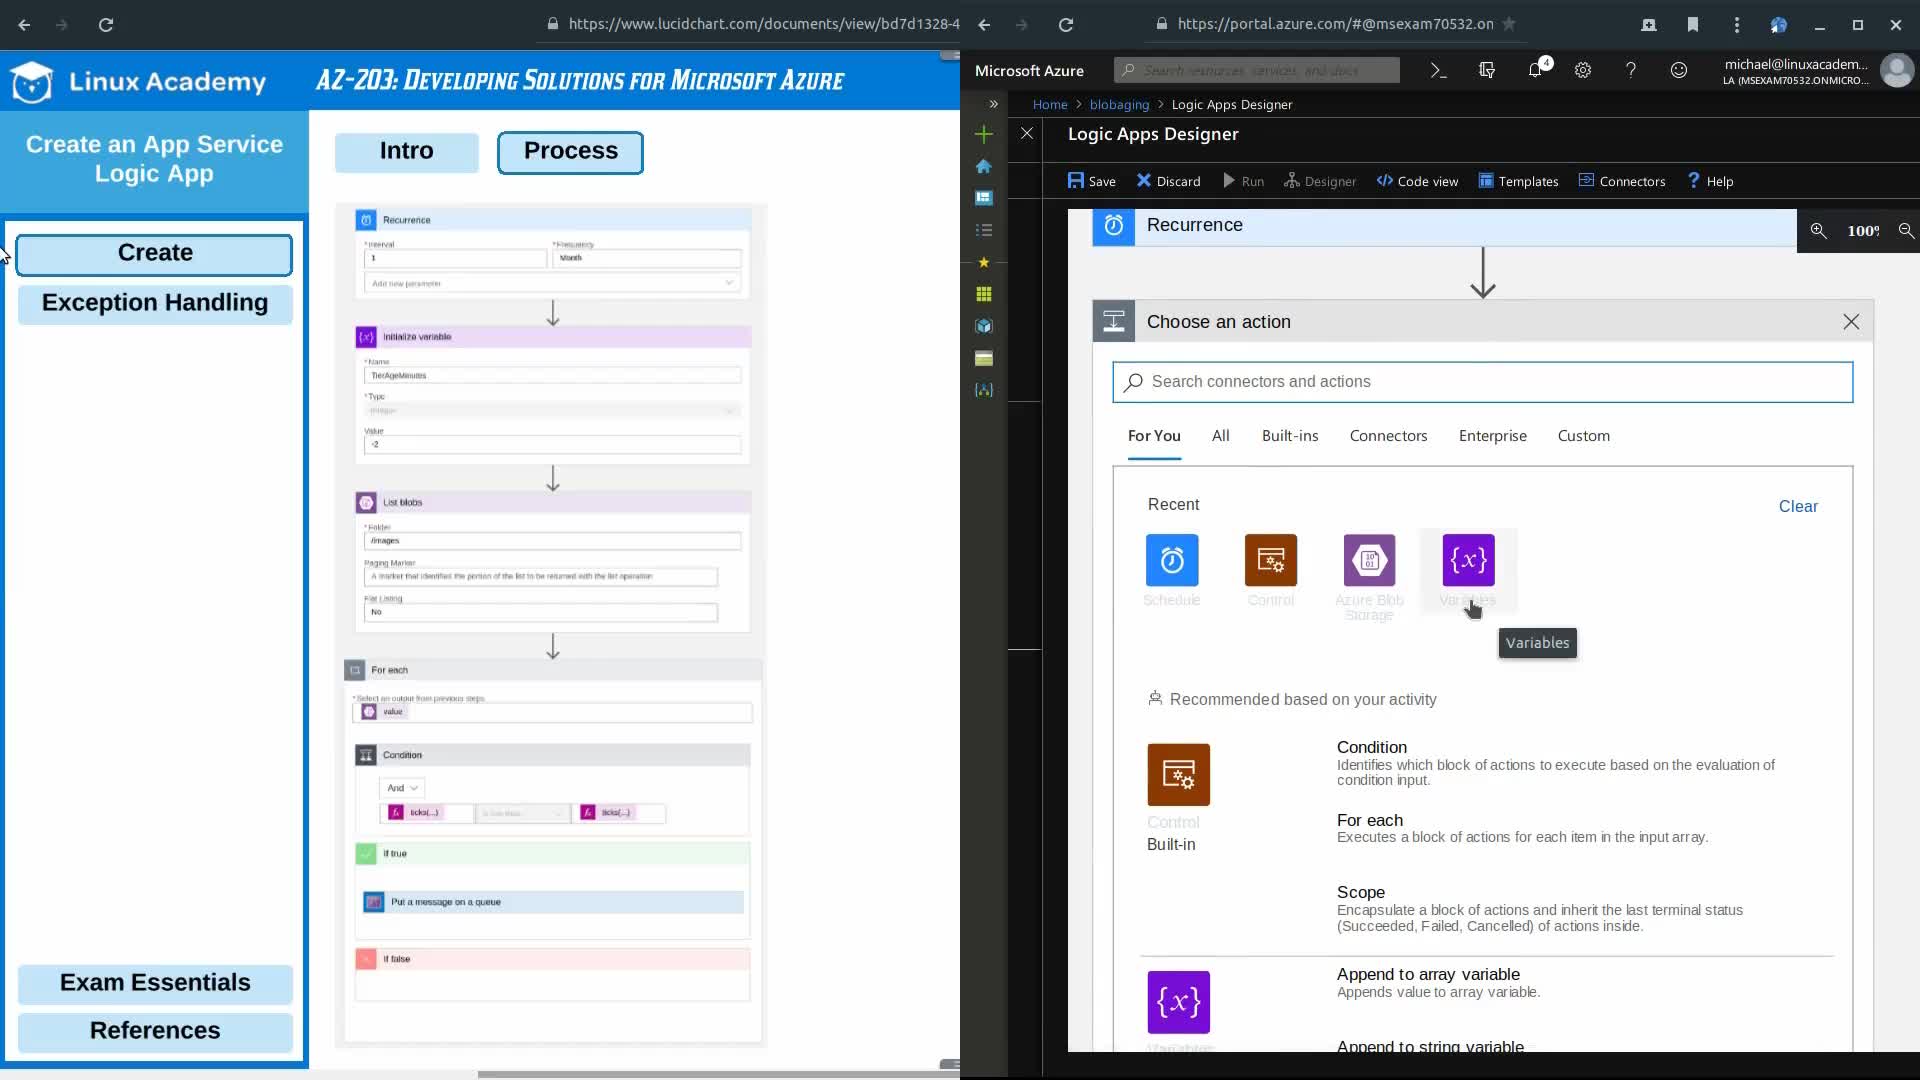 https://www.lucidchart.com/documents/view/bd7d1328-4
https://portal.azure.com/#@msexam70532.on
Linux Academy
AZ-203: Developing Solutions for Microsoft Azure
Microsoft Azure
Search resources, services, and docs
4
michael@linuxacadem...
LA (MSEXAM70532.ONMICRO...
Home > blobaging > Logic Apps Designer
Logic Apps Designer
Create an App Service
Logic App
Intro
Process
Create
Exception Handling
Exam Essentials
References
Save
Discard
Run
Designer
Code view
Templates
Connectors
Help
Recurrence
* Interval
* Frequency
1
Month
Add new parameter
Initialize variable
* Name
TierAgeMinutes
* Type
Integer
Value
-2
List blobs
* Folder
/images
Paging Marker
A marker that identifies the portion of the list to be returned with the list operation
Flat Listing
No
For each
* Select an output from previous steps
value
Condition
And
ticks(...)
is less than
ticks(...)
If true
Put a message on a queue
If false
Recurrence
100%
Choose an action
Search connectors and actions
For You
All
Built-ins
Connectors
Enterprise
Custom
Recent
Clear
Schedule
Control
Azure Blob
Storage
Variables
10
01
{x}
Variables
Recommended based on your activity
Control
Built-in
Condition
Identifies which block of actions to execute based on the evaluation of
condition input.
For each
Executes a block of actions for each item in the input array.
Scope
Encapsulate a block of actions and inherit the last terminal status
(Succeeded, Failed, Cancelled) of actions inside.
{x}
Variables
Append to array variable
Appends value to array variable.
Append to string variable